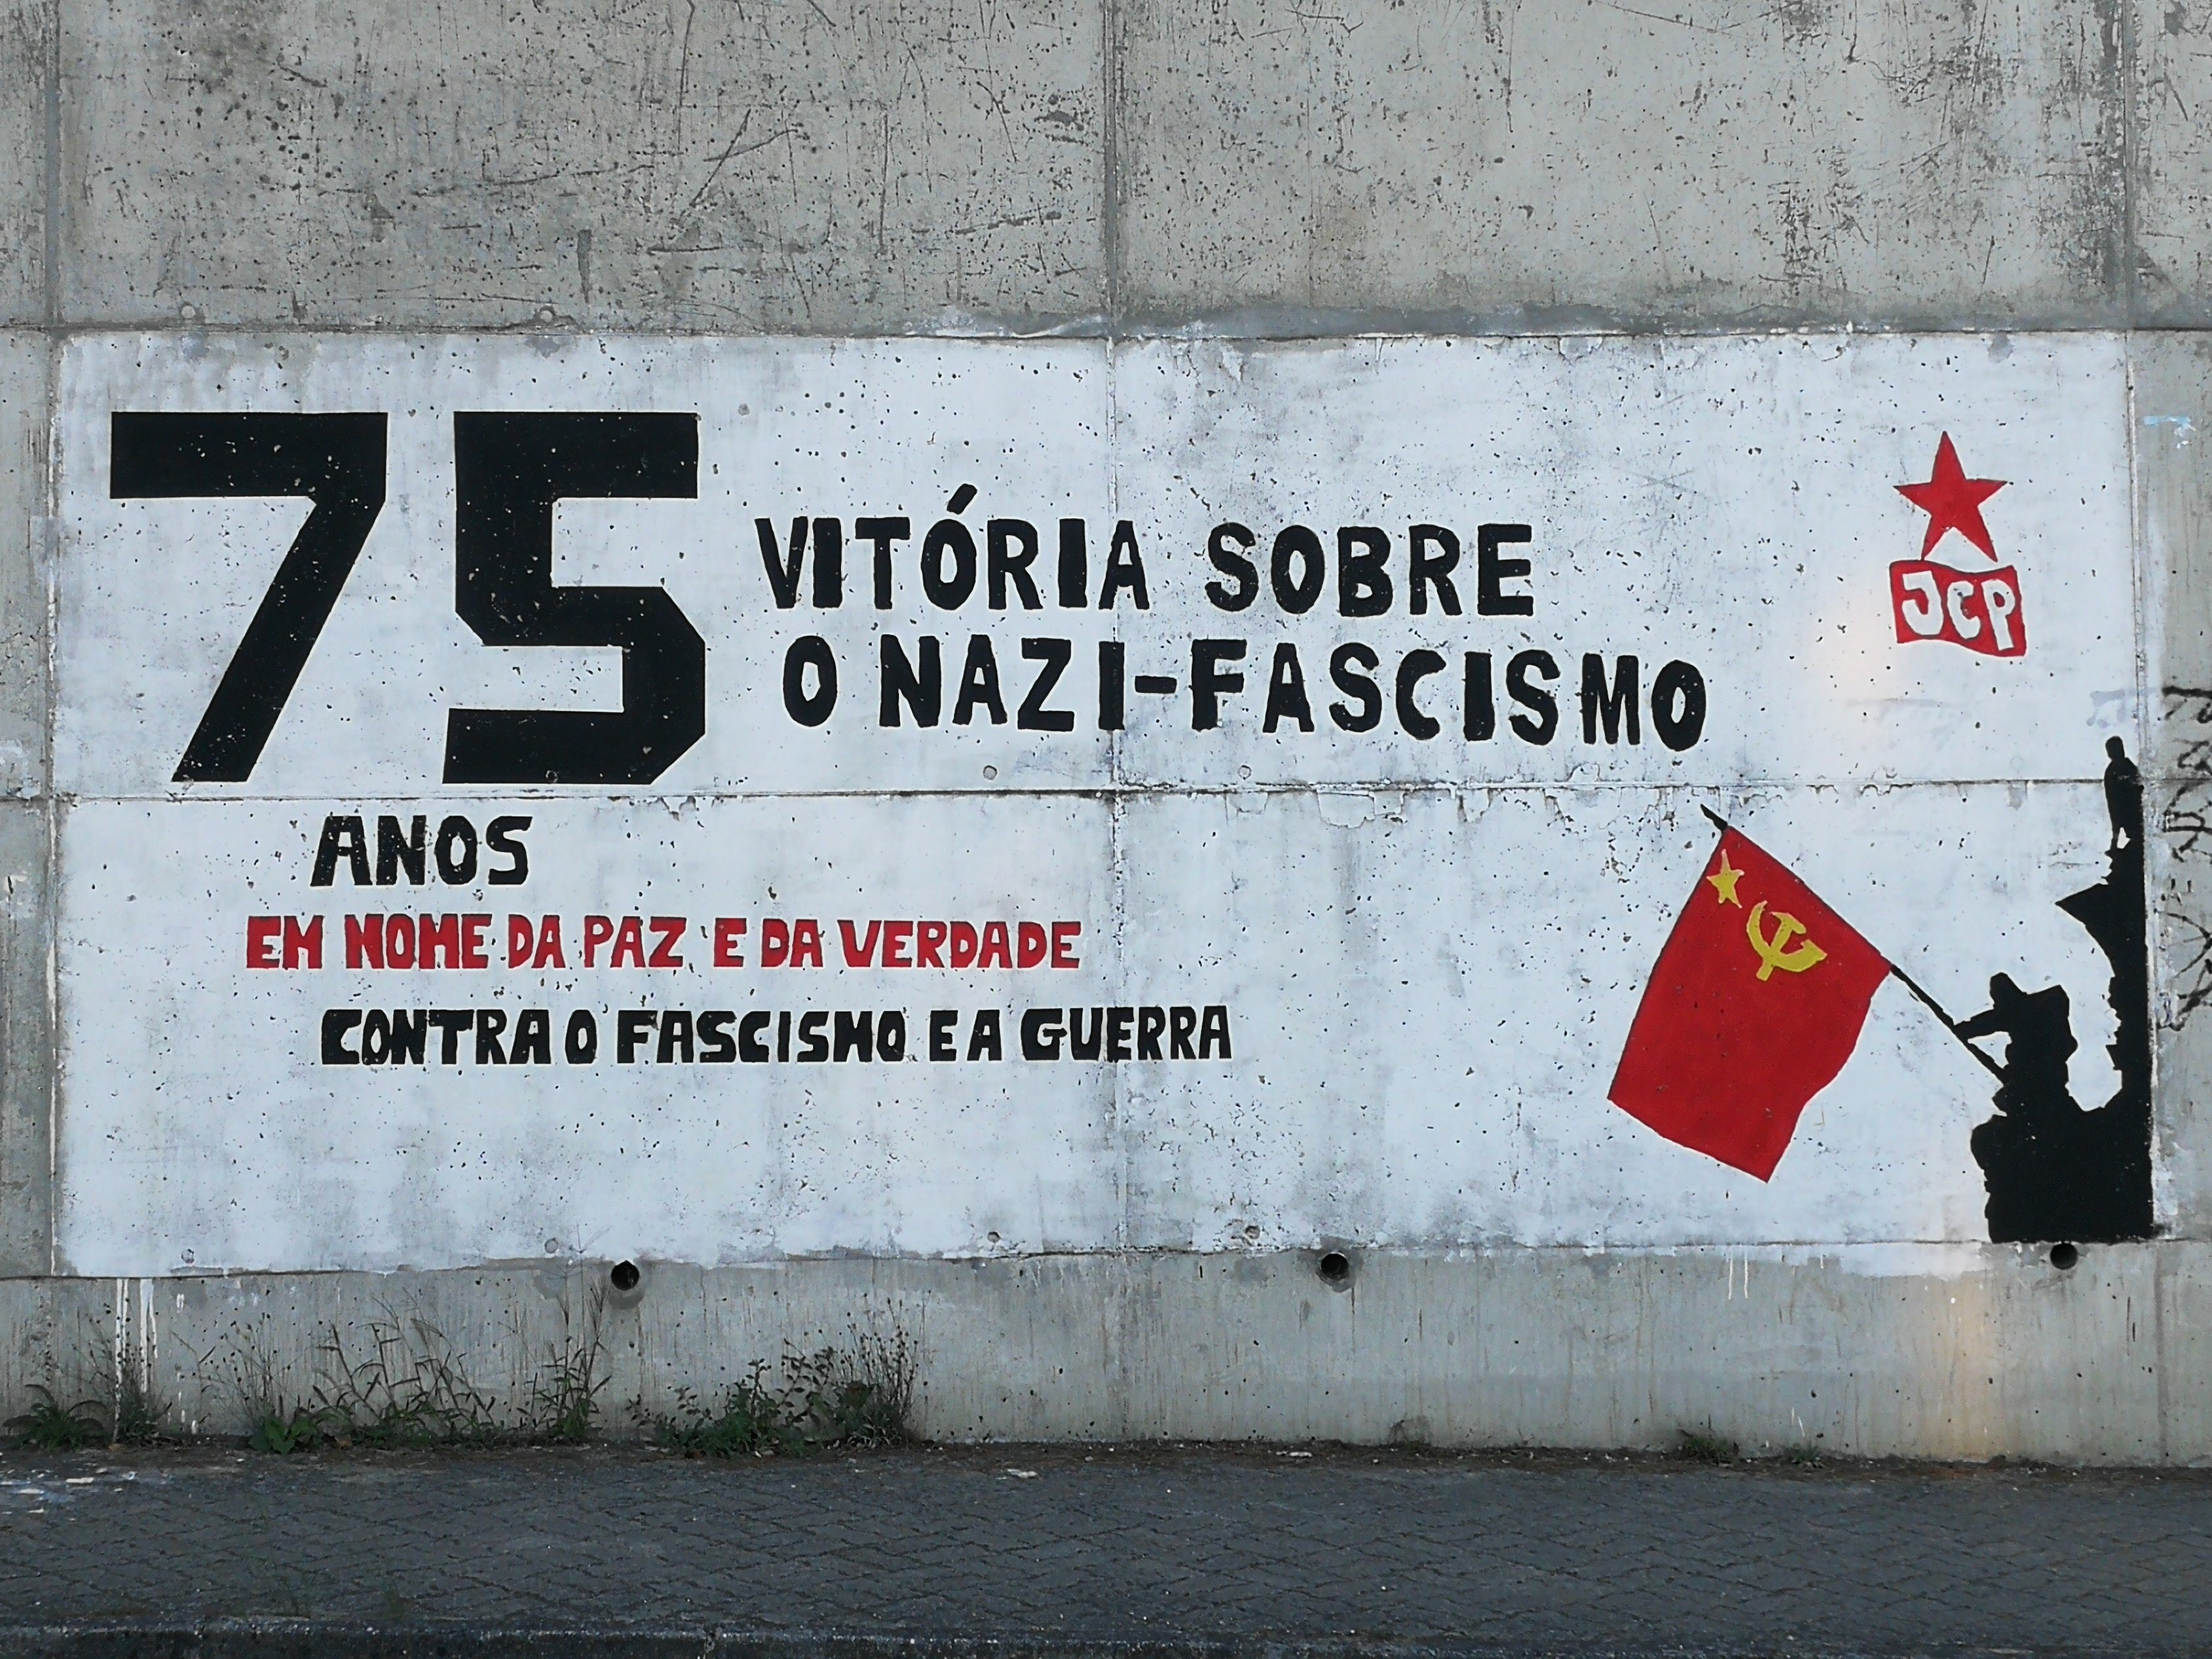 75
VITÓRIA SOBRE
O NAZI-FASCISMO
ANOS
EM NOME DA PAZ E DA VERDADE
CONTRA O FASCISMO E A GUERRA
JCP